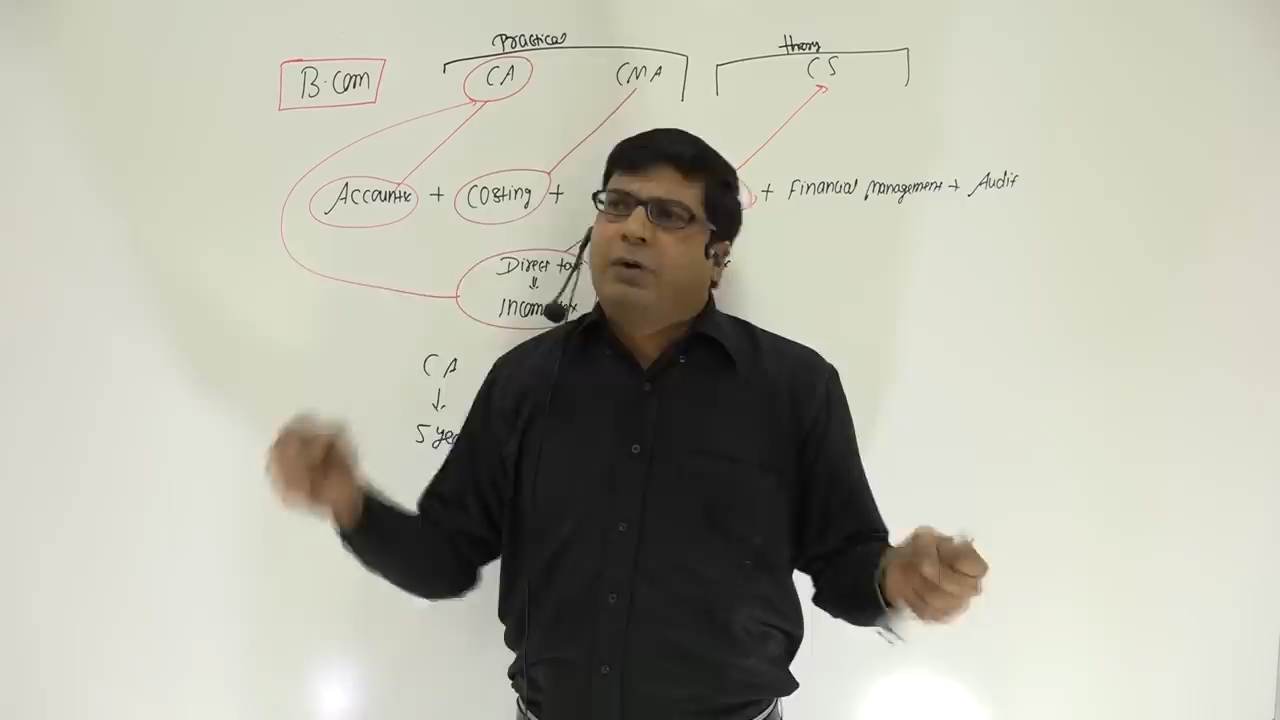 Practical theory
B.com CA CMA CS
Accounts + Costing + + Financial management + Audit
Direct tax
⇓
Income tax
CA
↓
5 year